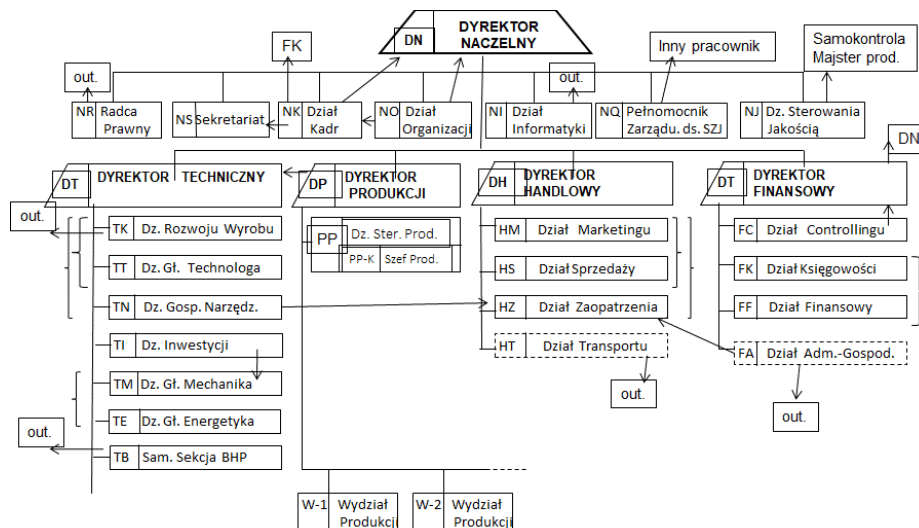 DN
DYREKTOR
NACZELNY
FK
Inny pracownik
Samokontrola
Majster prod.
out.
out.
NR
Radca
Prawny
NS
Sekretariat
NK
Dział
Kadr
NO
Dział
Organizacji
NI
Dział
Informatyki
NQ
Pełnomocnik
Zarządu. ds. SZJ
NJ
Dz. Sterowania
Jakością
DN
DT
DYREKTOR TECHNICZNY
DP
DYREKTOR
PRODUKCJI
DH
DYREKTOR
HANDLOWY
DT
DYREKTOR
FINANSOWY
out.
TK
Dz. Rozwoju Wyrobu
TT
Dz. Gł. Technologa
TN
Dz. Gosp. Narzędz.
TI
Dz. Inwestycji
TM
Dz. Gł. Mechanika
TE
Dz. Gł. Energetyka
out.
TB
Sam. Sekcja BHP
PP
Dz. Ster. Prod.
PP-K
Szef Prod.
W-1
Wydział
Produkcji
W-2
Wydział
Produkcji
HM
Dział Marketingu
HS
Dział Sprzedaży
HZ
Dział Zaopatrzenia
HT
Dział Transportu
out.
FC
Dział Controllingu
FK
Dział Księgowości
FF
Dział Finansowy
FA
Dział Adm.-Gospod.
out.